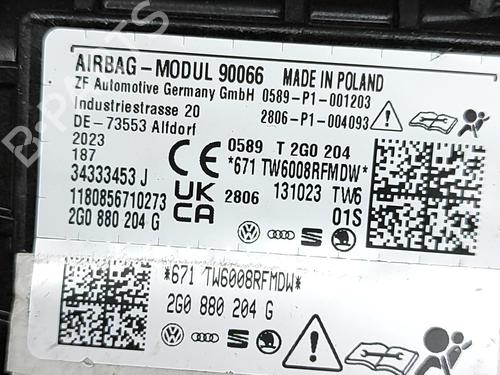 AIRBAG-MODUL 90066 MADE IN POLAND
ZF Automotive Germany GmbH 0589-P1-001203
Industriestrasse 20 2806-P1-004093
DE-73553 Alfdorf
2023 0589 T 2G0 204
187 *671 TW6008RFMDW*
34333453 J 131023 TW6
1180856710273 2806 01S
2G0 880 204 G
CE
UK
CA
*671 TW6008RFMDW*
2G0 880 204 G
B-PARTS